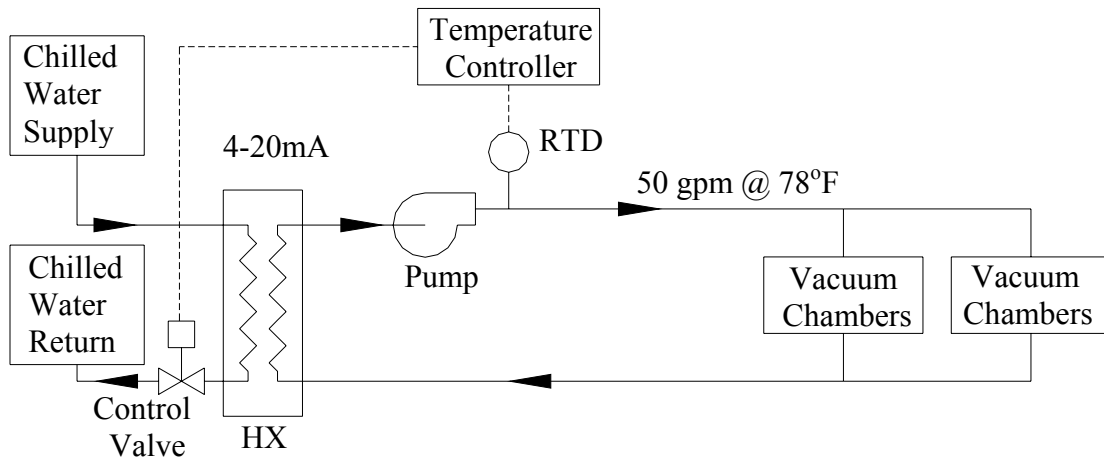 Chilled
Water
Supply
Temperature
Controller
4-20mA
RTD
50 gpm @ 78°F
Chilled
Water
Return
Pump
Vacuum
Chambers
Vacuum
Chambers
Control
Valve
HX